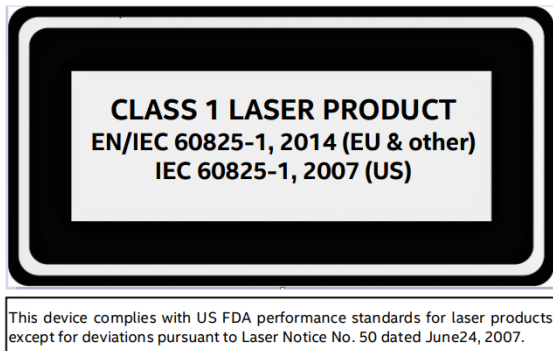 CLASS 1 LASER PRODUCT
EN/IEC 60825-1, 2014 (EU & other)
IEC 60825-1, 2007 (US)
This device complies with US FDA performance standards for laser products
except for deviations pursuant to Laser Notice No. 50 dated June24, 2007.